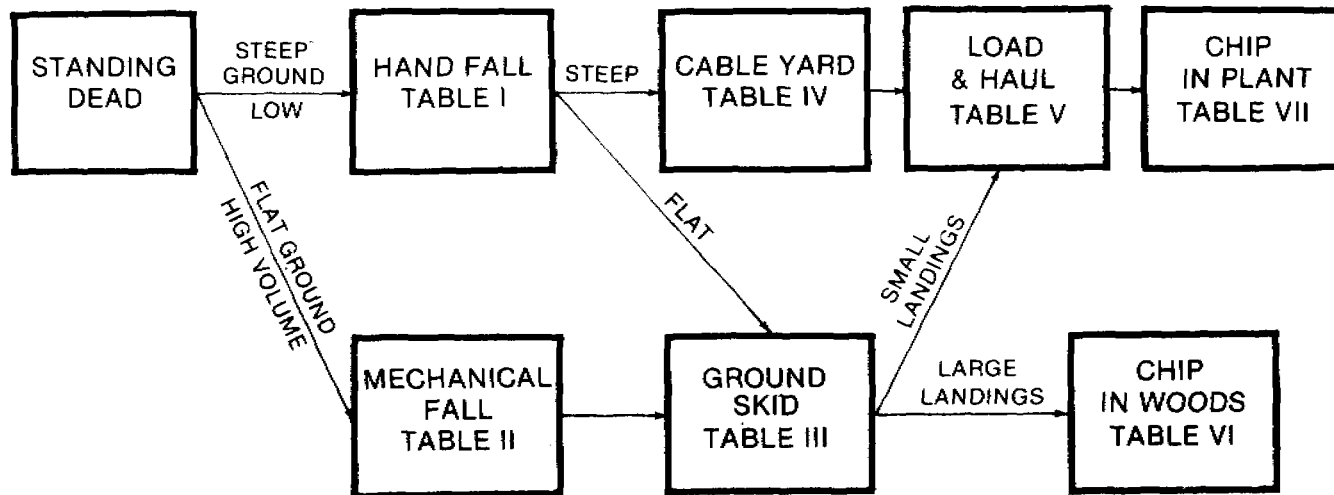 STANDING
DEAD
STEEP
GROUND
LOW
HAND FALL
TABLE I
STEEP
CABLE YARD
TABLE IV
LOAD
& HAUL
TABLE V
CHIP
IN PLANT
TABLE VII
FLAT GROUND
HIGH VOLUME
FLAT
SMALL
LANDINGS
MECHANICAL
FALL
TABLE II
GROUND
SKID
TABLE III
LARGE
LANDINGS
CHIP
IN WOODS
TABLE VI